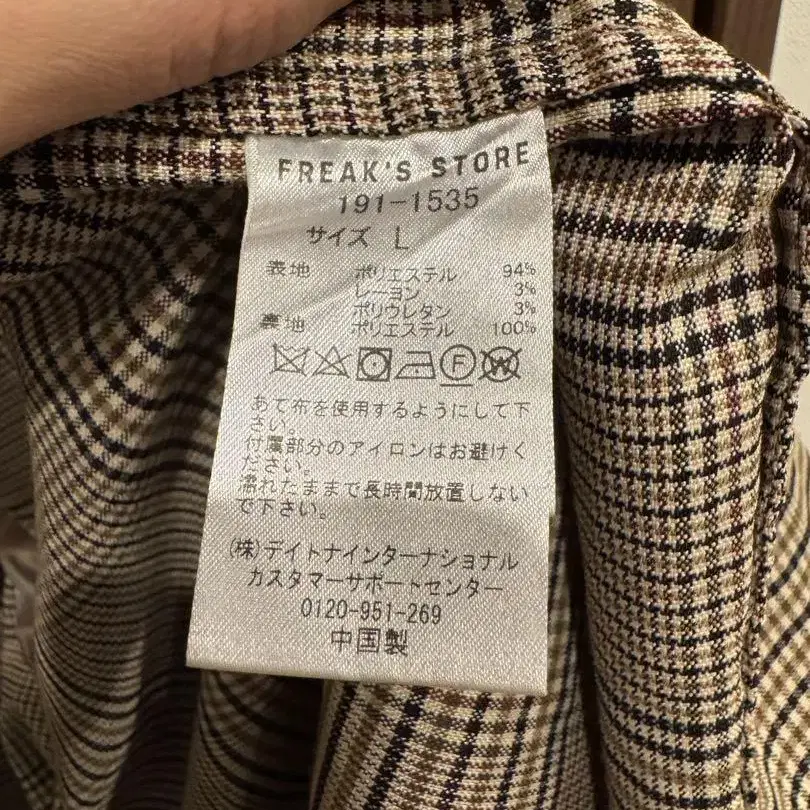 FREAK'S STORE
191-1535
サイズ L
表地 ポリエステル 94%
レーヨン 3%
ポリウレタン 3%
裏地 ポリエステル 100%
あて布を使用するようにして下
さい。
付属部分のアイロンはお避けく
ださい。
濡れたままで長時間放置しない
で下さい。
(株)デイトナインターナショナル
カスタマーサポートセンター
0120-951-269
中国製